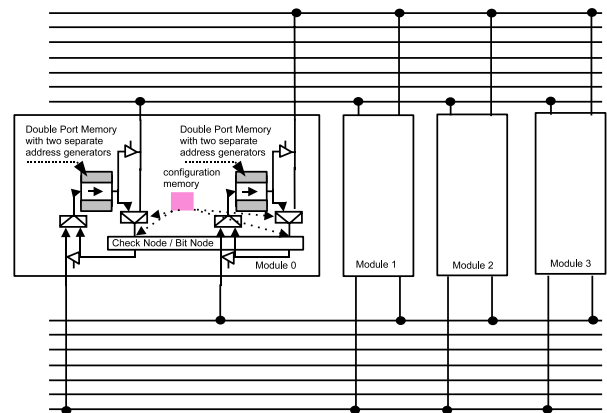 Double Port Memory
with two separate
address generators
Double Port Memory
with two separate
address generators
configuration
memory
Check Node / Bit Node
Module 0
Module 1
Module 2
Module 3